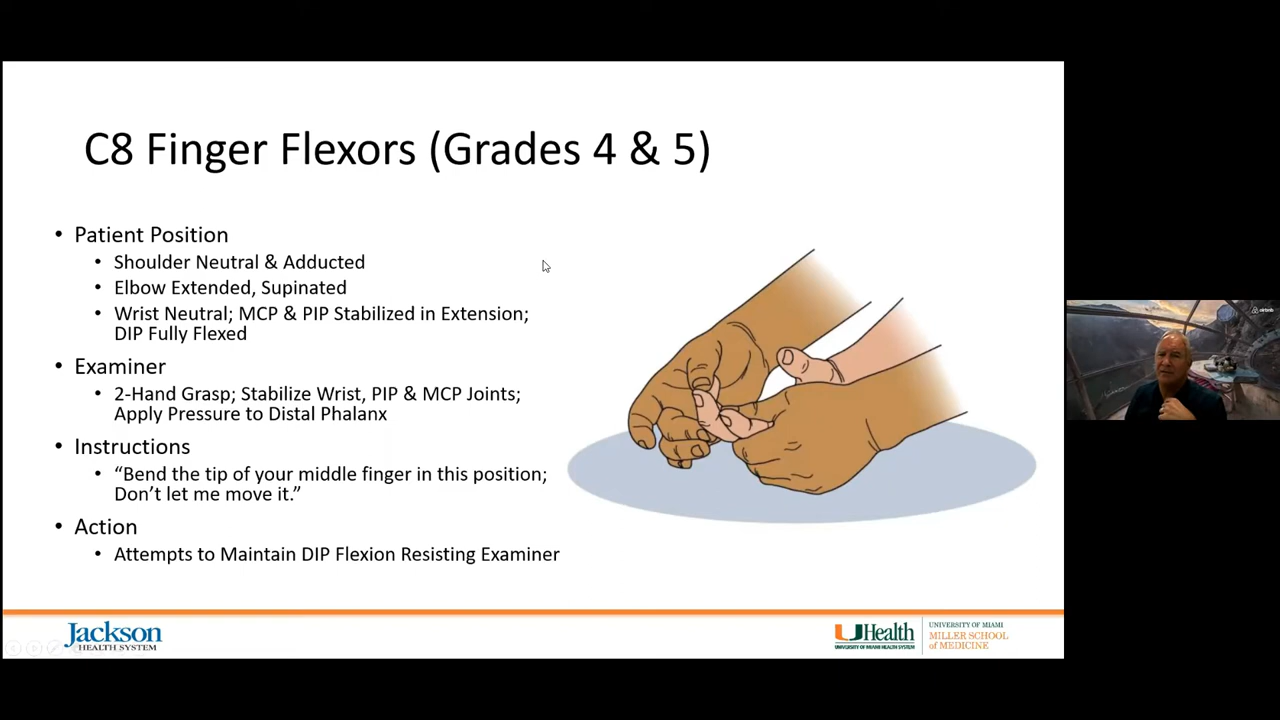 C8 Finger Flexors (Grades 4 & 5)
• Patient Position
• Shoulder Neutral & Adducted
• Elbow Extended, Supinated
• Wrist Neutral; MCP & PIP Stabilized in Extension;
DIP Fully Flexed
• Examiner
• 2-Hand Grasp; Stabilize Wrist, PIP & MCP Joints;
Apply Pressure to Distal Phalanx
• Instructions
• “Bend the tip of your middle finger in this position;
Don’t let me move it.”
• Action
• Attempts to Maintain DIP Flexion Resisting Examiner
Jackson
HEALTH SYSTEM
UHealth
UNIVERSITY OF MIAMI HEALTH SYSTEM
UNIVERSITY OF MIAMI
MILLER SCHOOL
of MEDICINE
airbnb